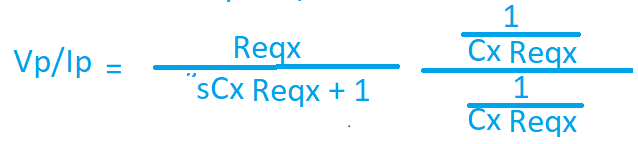 1
Reqx
Cx Reqx
Vp/Ip =
sCx Reqx + 1
1
Cx Reqx